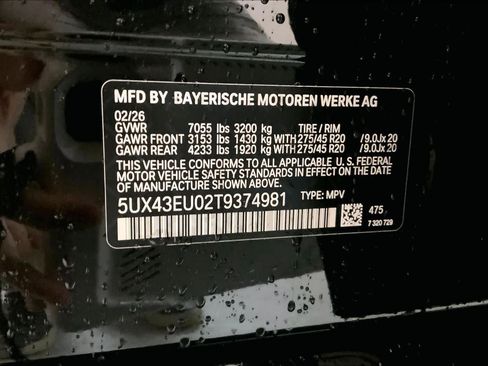 MFD BY BAYERISCHE MOTOREN WERKE AG
02/26
GVWR 7055 lbs 3200 kg TIRE / RIM
GAWR FRONT 3153 lbs 1430 kg WITH 275/45 R20 /9.0Jx 20
GAWR REAR 4233 lbs 1920 kg WITH 275/45 R20 /9.0Jx 20
THIS VEHICLE CONFORMS TO ALL APPLICABLE U. S. FEDERAL
MOTOR VEHICLE SAFETY STANDARDS IN EFFECT ON THE DATE
OF MANUFACTURE SHOWN ABOVE.
5UX43EU02T9374981 TYPE: MPV
475
7 320 729